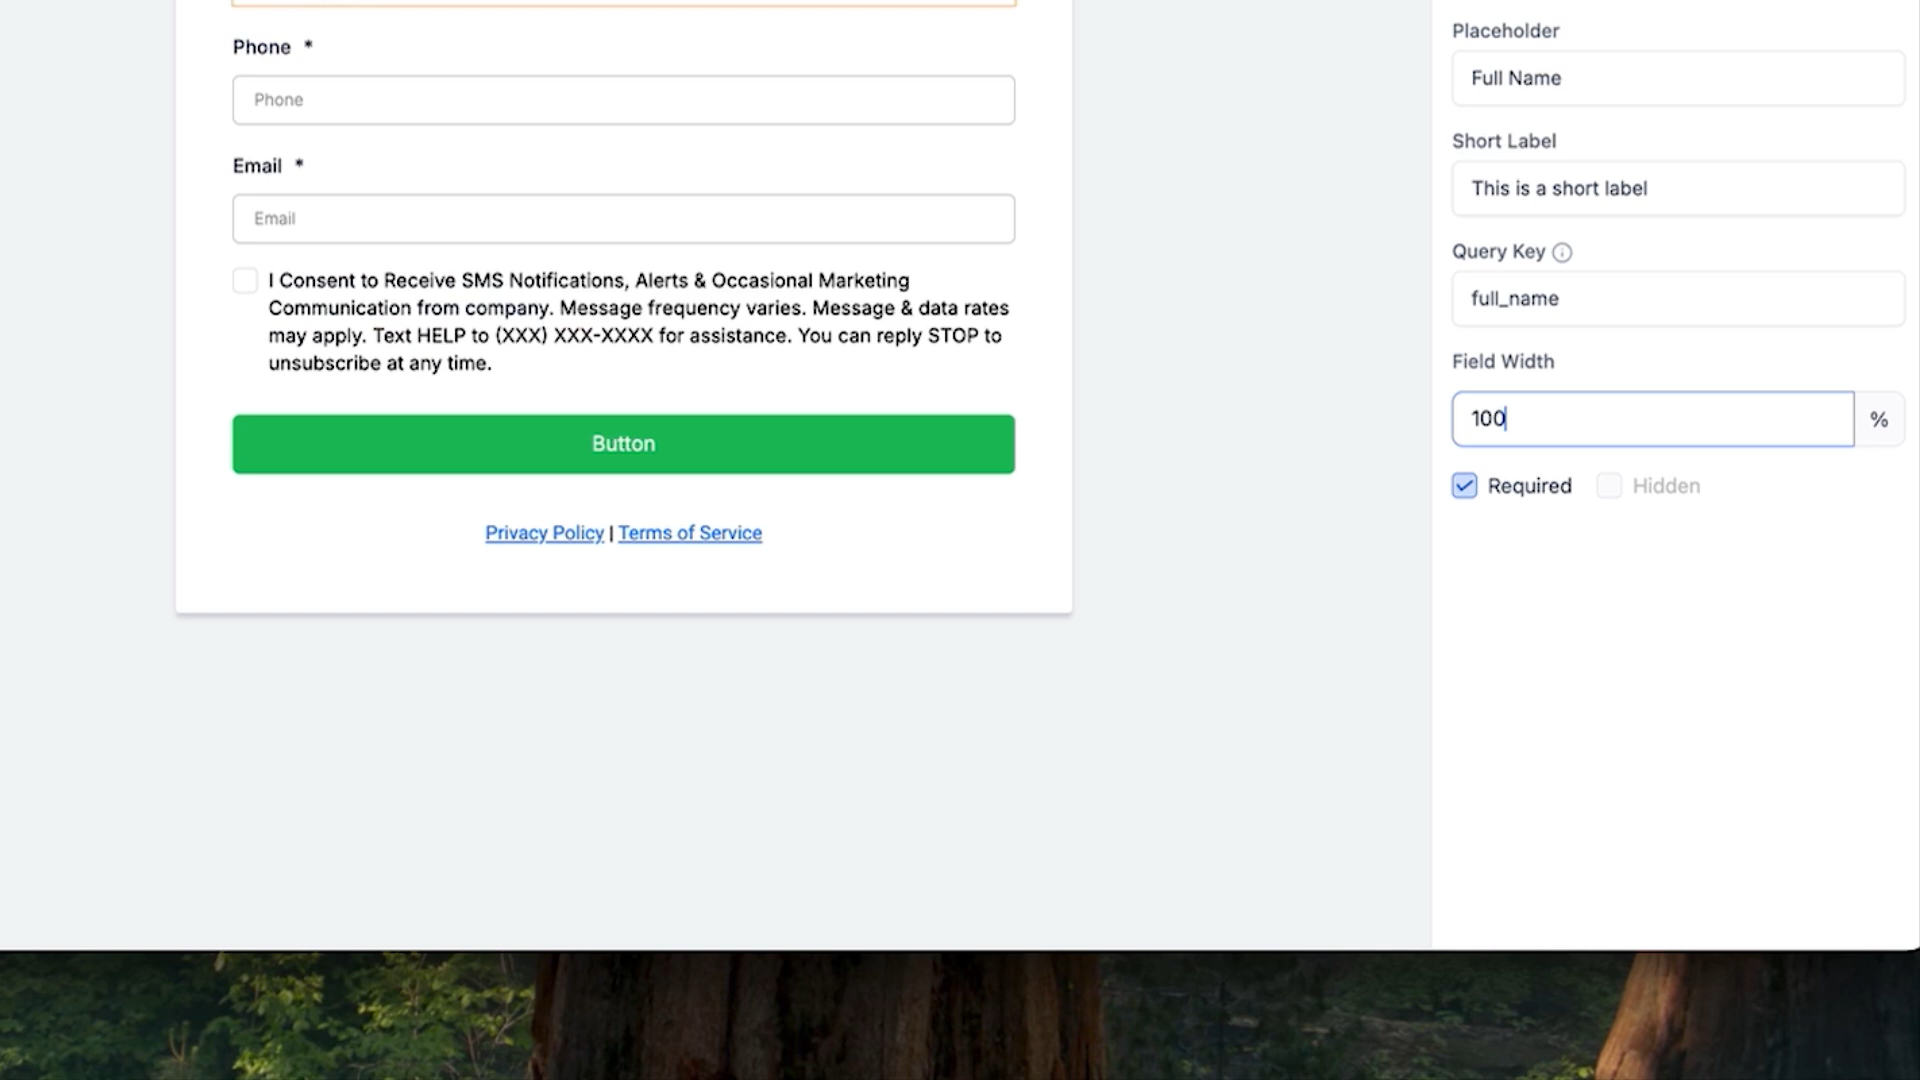 Phone *
Phone
Email *
Email
I Consent to Receive SMS Notifications, Alerts & Occasional Marketing
Communication from company. Message frequency varies. Message & data rates
may apply. Text HELP to (XXX) XXX-XXXX for assistance. You can reply STOP to
unsubscribe at any time.
Button
Privacy Policy | Terms of Service
Placeholder
Full Name
Short Label
This is a short label
Query Key
full_name
Field Width
100
%
Required
Hidden